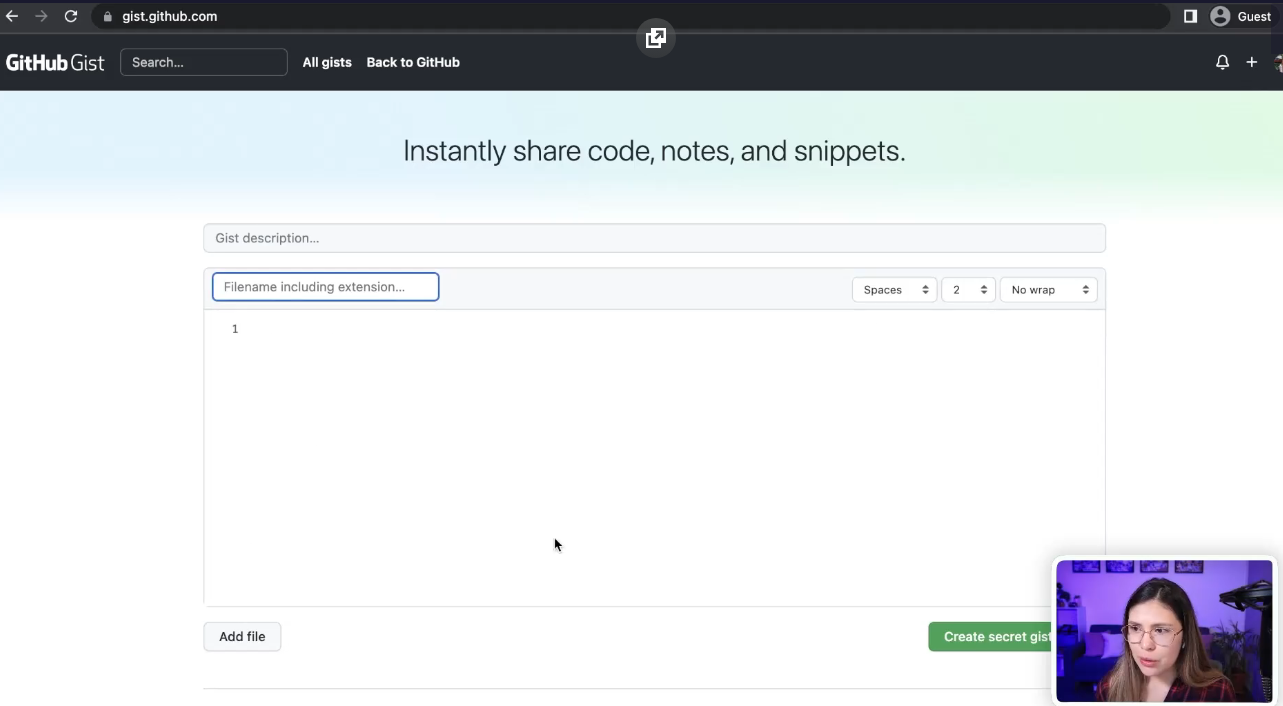 gist.github.com
Guest
GitHub Gist
Search...
All gists
Back to GitHub
Instantly share code, notes, and snippets.
Gist description...
Filename including extension...
Spaces
2
No wrap
1
Add file
Create secret gist